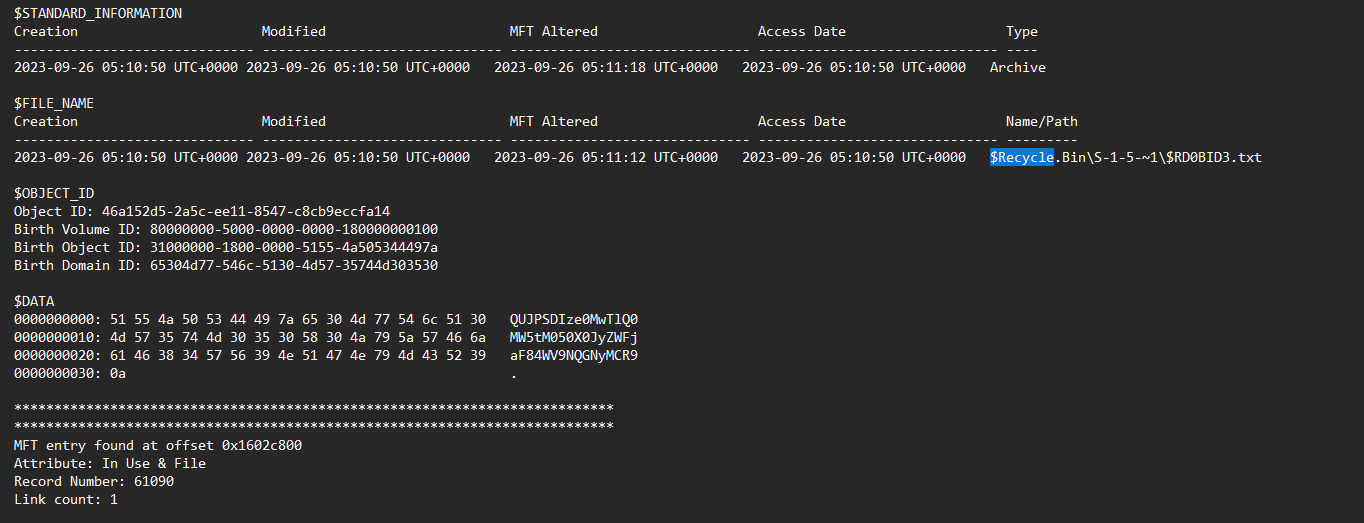 $STANDARD_INFORMATION
Creation Modified MFT Altered Access Date Type
------------------------------ ------------------------------ ------------------------------ ------------------------------ ----
2023-09-26 05:10:50 UTC+0000 2023-09-26 05:10:50 UTC+0000 2023-09-26 05:11:18 UTC+0000 2023-09-26 05:10:50 UTC+0000 Archive
$FILE_NAME
Creation Modified MFT Altered Access Date Name/Path
------------------------------ ------------------------------ ------------------------------ ------------------------------ ---------
2023-09-26 05:10:50 UTC+0000 2023-09-26 05:10:50 UTC+0000 2023-09-26 05:11:12 UTC+0000 2023-09-26 05:10:50 UTC+0000 $Recycle.Bin\S-1-5-~1\$RD0BID3.txt
$OBJECT_ID
Object ID: 46a152d5-2a5c-ee11-8547-c8cb9eccfa14
Birth Volume ID: 80000000-5000-0000-0000-180000000100
Birth Object ID: 31000000-1800-0000-5155-4a505344497a
Birth Domain ID: 65304d77-546c-5130-4d57-35744d303530
$DATA
0000000000: 51 55 4a 50 53 44 49 7a 65 30 4d 77 54 6c 51 30 QUJPSDIze0MwTlQ0
0000000010: 4d 57 35 74 4d 30 35 30 58 30 4a 79 5a 57 46 6a MW5tM050X0JyZWFj
0000000020: 61 46 38 34 57 56 39 4e 51 47 4e 79 4d 43 52 39 aF84WV9NQGNyMCR9
0000000030: 0a .
***************************************************************************
***************************************************************************
MFT entry found at offset 0x1602c800
Attribute: In Use & File
Record Number: 61090
Link count: 1